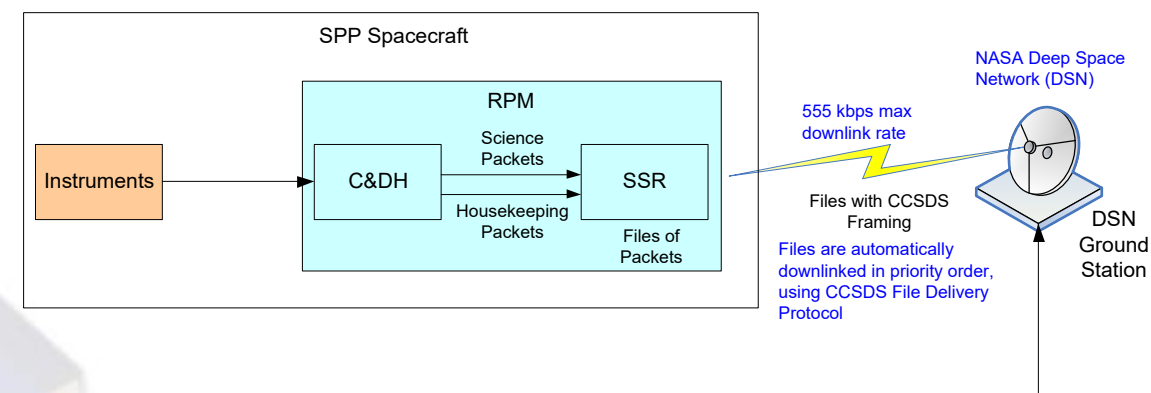 SPP Spacecraft
RPM
Instruments
C&DH
Science
Packets
Housekeeping
Packets
SSR
Files of
Packets
555 kbps max
downlink rate
Files with CCSDS
Framing
Files are automatically
downlinked in priority order,
using CCSDS File Delivery
Protocol
NASA Deep Space
Network (DSN)
DSN
Ground
Station